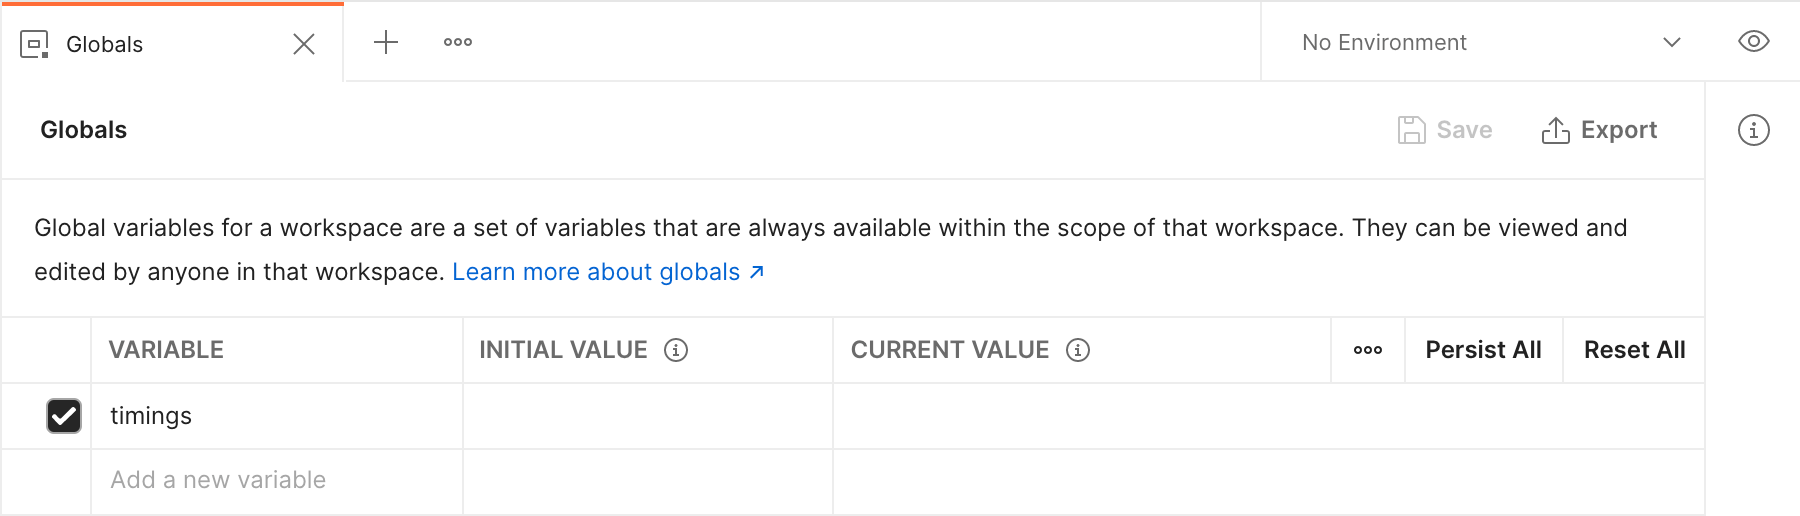 Globals
No Environment
Globals
Save
Export
Global variables for a workspace are a set of variables that are always available within the scope of that workspace. They can be viewed and
edited by anyone in that workspace. Learn more about globals ↗
VARIABLE
INITIAL VALUE
CURRENT VALUE
Persist All
Reset All
timings
Add a new variable